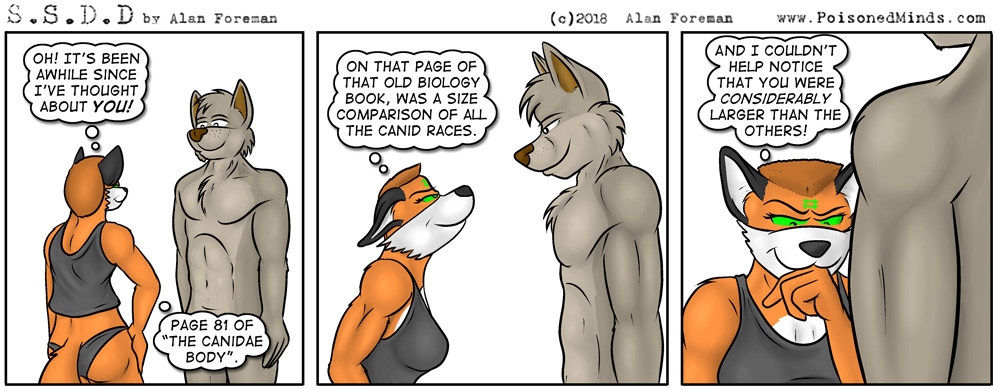 S.S.D.D by Alan Foreman (c)2018 Alan Foreman www.PoisonedMinds.com
OH! IT'S BEEN
AWHILE SINCE
I'VE THOUGHT
ABOUT YOU!
PAGE 81 OF
"THE CANIDAE
BODY".
ON THAT PAGE OF
THAT OLD BIOLOGY
BOOK, WAS A SIZE
COMPARISON OF ALL
THE CANID RACES.
AND I COULDN'T
HELP NOTICE
THAT YOU WERE
CONSIDERABLY
LARGER THAN THE
OTHERS!